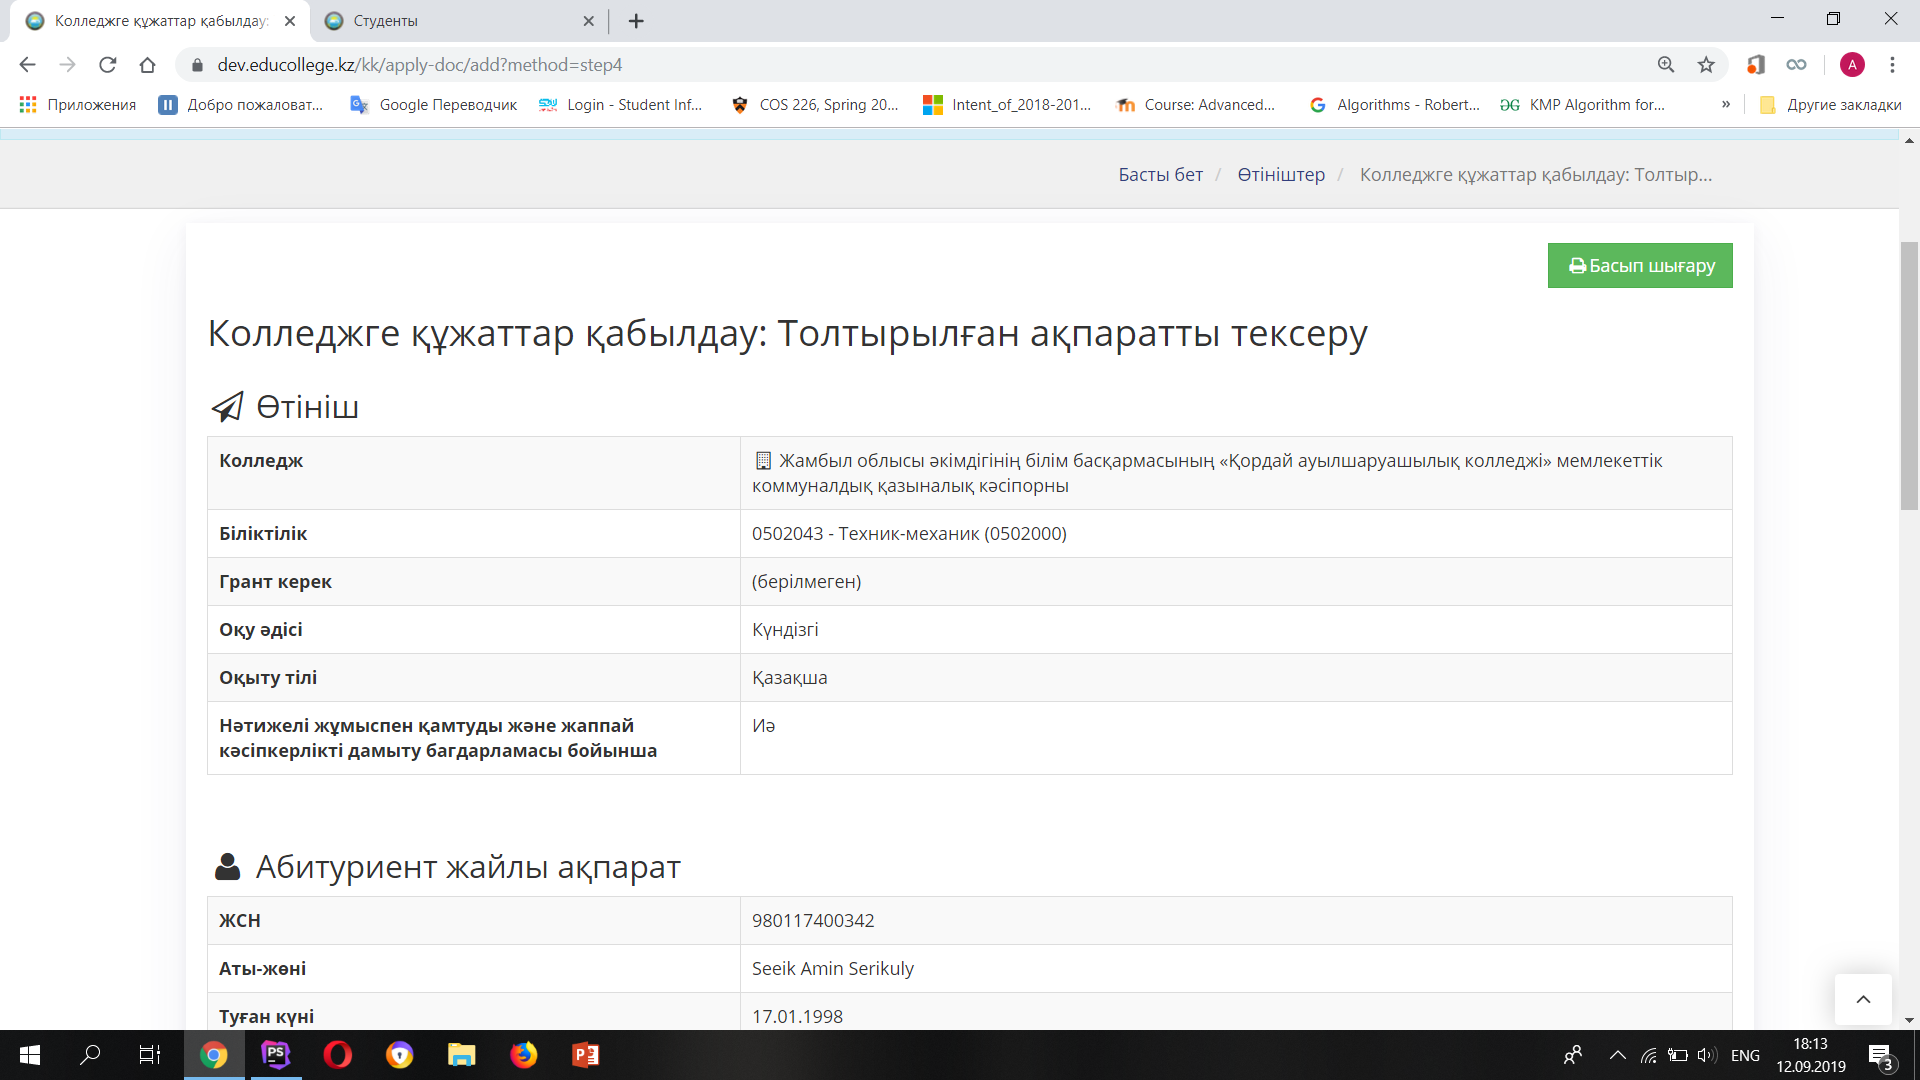 Колледжге құжаттар қабылдау:
Студенты
dev.educollege.kz/kk/apply-doc/add?method=step4
A
Приложения
Добро пожаловат...
Google Переводчик
Login - Student Inf...
COS 226, Spring 20...
Intent_of_2018-201...
Course: Advanced...
Algorithms - Robert...
KMP Algorithm for...
»
Другие закладки
Басты бет / Өтініштер / Колледжге құжаттар қабылдау: Толтыр...
Басып шығару
Колледжге құжаттар қабылдау: Толтырылған ақпаратты тексеру
Өтініш
Колледж
Жамбыл облысы әкімдігінің білім басқармасының «Қордай ауылшаруашылық колледжі» мемлекеттік
коммуналдық қазыналық кәсіпорны
Біліктілік
0502043 - Техник-механик (0502000)
Грант керек
(берілмеген)
Оқу әдісі
Күндізгі
Оқыту тілі
Қазақша
Нәтижелі жұмыспен қамтуды және жаппай
кәсіпкерлікті дамыту бағдарламасы бойынша
Иә
Абитуриент жайлы ақпарат
ЖСН
980117400342
Аты-жөні
Seeik Amin Serikuly
Туған күні
17.01.1998
PS
P
ENG
18:13
12.09.2019
3